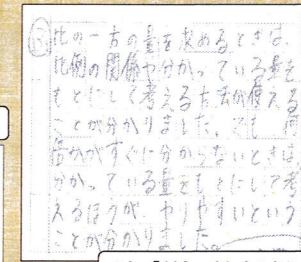 比の一方の量を求めるときは、
比例の関係や分かっている量を
もとにして考える方法が使える
ことが分かりました。でも、何
倍かがすぐに分からないときは
分かっている量をもとにして考
えるほうが、やりやすいという
ことが分かりました。